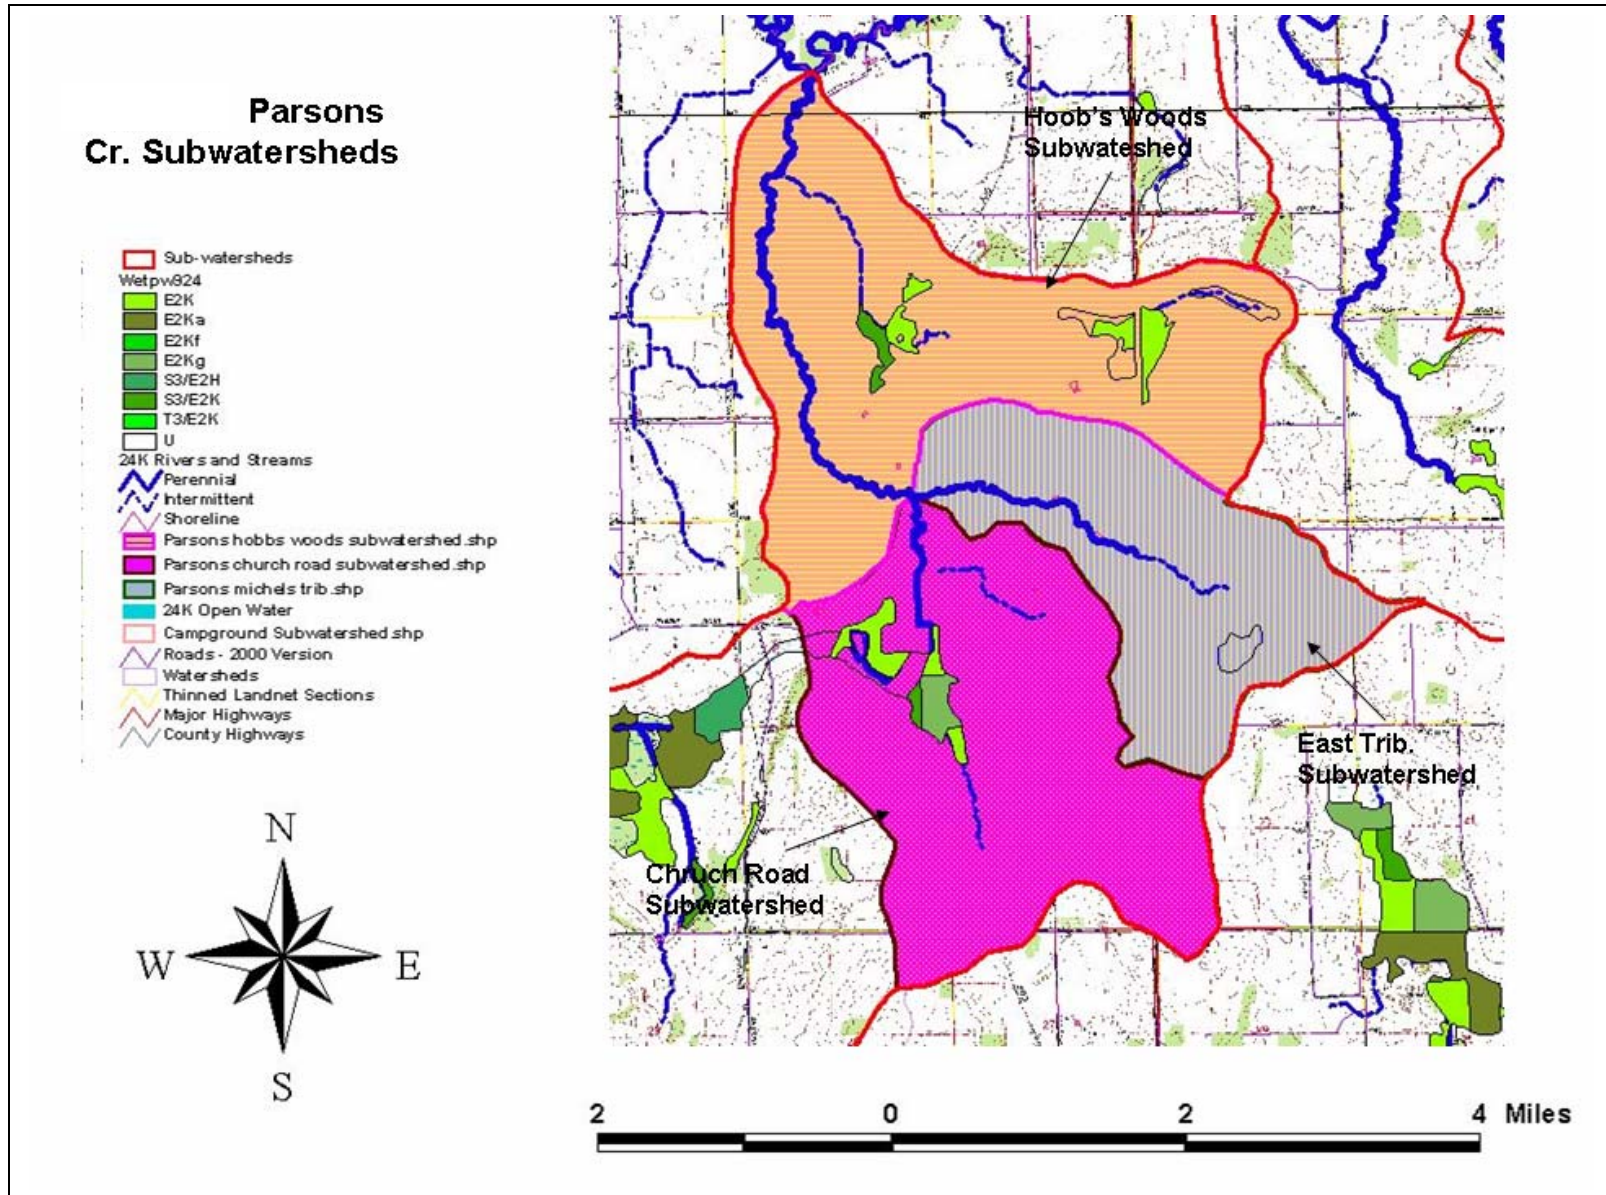 Parsons
Cr. Subwatersheds
Sub-watersheds
Wetpw924
E2K
E2Ka
E2Kf
E2Kg
S3/E2H
S3/E2K
T3/E2K
U
24K Rivers and Streams
Perennial
Intermittent
Shoreline
Parsons hobbs woods subwatershed.shp
Parsons church road subwatershed.shp
Parsons michels trib.shp
24K Open Water
Campground Subwatershed.shp
Roads - 2000 Version
Watersheds
Thinned Landnet Sections
Major Highways
County Highways
N
W
E
S
Hoob's Woods
Subwateshed
East Trib.
Subwatershed
Chruch Road
Subwatershed
2
0
2
4 Miles